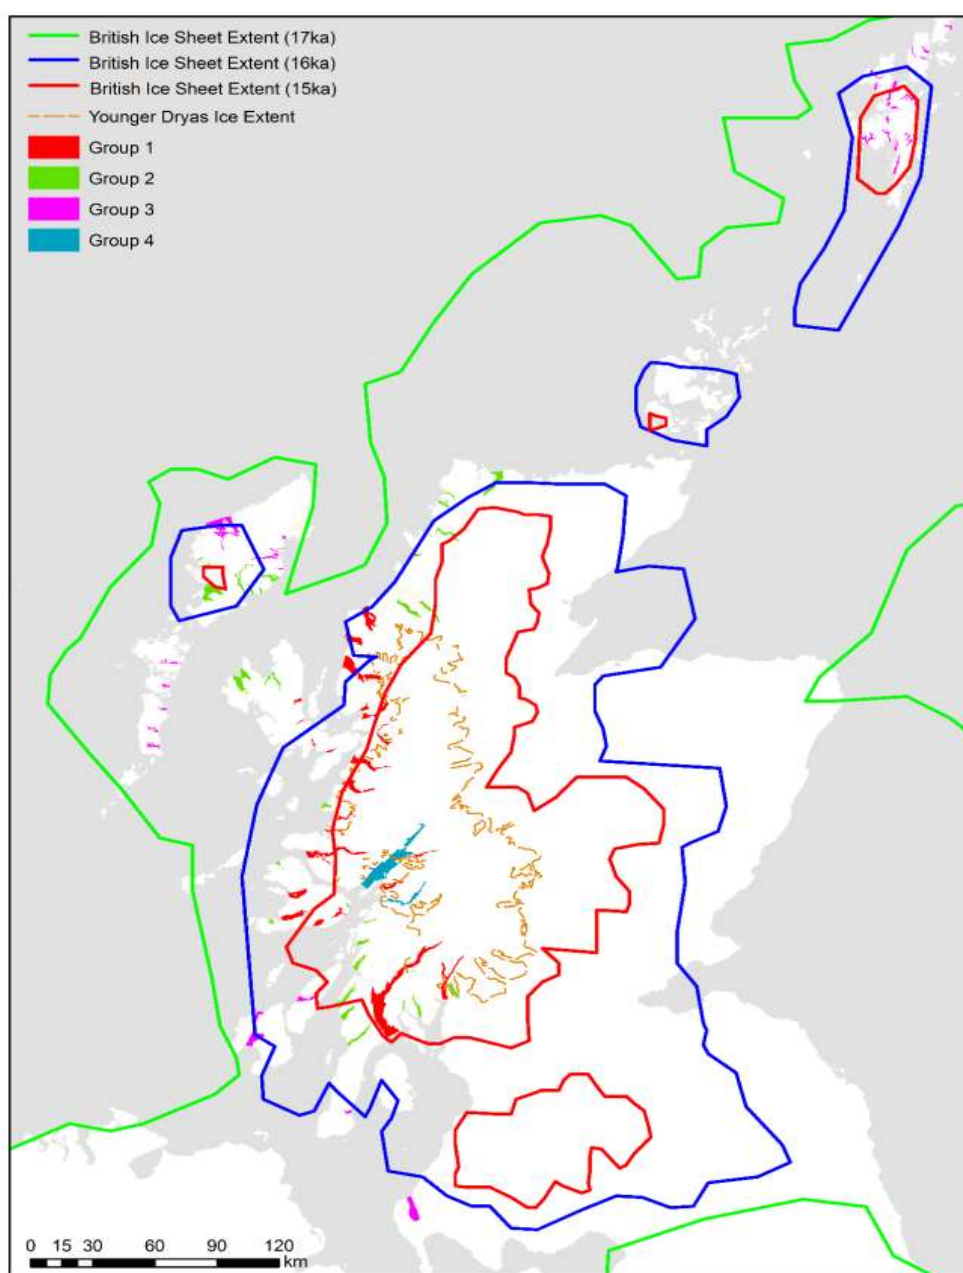 British Ice Sheet Extent (17ka)
British Ice Sheet Extent (16ka)
British Ice Sheet Extent (15ka)
Younger Dryas Ice Extent
Group 1
Group 2
Group 3
Group 4
0 15 30 60 90 120
km